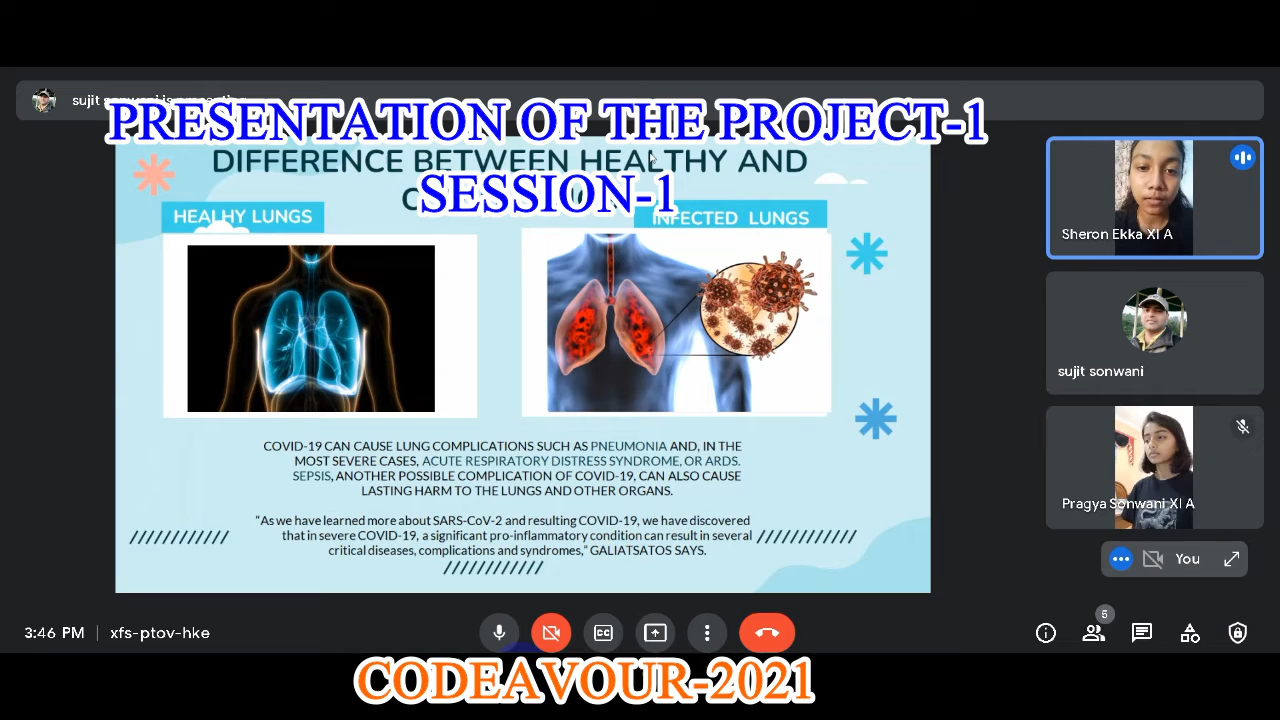 sujit sonwani is presenting
PRESENTATION OF THE PROJECT-1
DIFFERENCE BETWEEN HEALTHY AND
SESSION-1
HEALHY LUNGS
INFECTED LUNGS
COVID-19 CAN CAUSE LUNG COMPLICATIONS SUCH AS PNEUMONIA AND, IN THE
MOST SEVERE CASES, ACUTE RESPIRATORY DISTRESS SYNDROME, OR ARDS.
SEPSIS, ANOTHER POSSIBLE COMPLICATION OF COVID-19, CAN ALSO CAUSE
LASTING HARM TO THE LUNGS AND OTHER ORGANS.
“As we have learned more about SARS-CoV-2 and resulting COVID-19, we have discovered
that in severe COVID-19, a significant pro-inflammatory condition can result in several
critical diseases, complications and syndromes,” GALIATSATOS SAYS.
Sheron Ekka XI A
sujit sonwani
Pragya Sonwani XI A
You
3:46 PM | xfs-ptov-hke
5
CODEAVOUR-2021